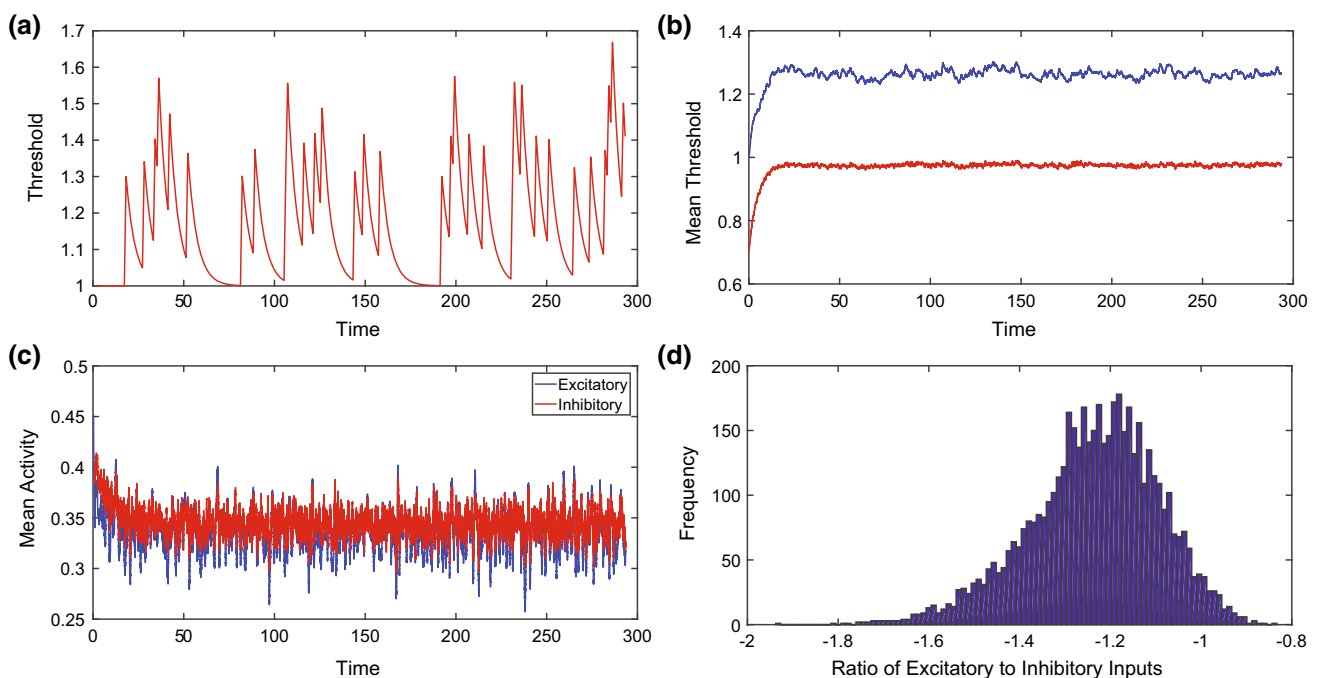 (a)
1.7
1.6
1.5
1.4
1.3
1.2
1.1
1
Threshold
0 50 100 150 200 250 300
Time
(b)
1.4
1.2
1
0.8
0.6
Mean Threshold
0 50 100 150 200 250 300
Time
(c)
0.5
0.45
0.4
0.35
0.3
0.25
Mean Activity
Excitatory
Inhibitory
0 50 100 150 200 250 300
Time
(d)
200
150
100
50
0
Frequency
-2 -1.8 -1.6 -1.4 -1.2 -1 -0.8
Ratio of Excitatory to Inhibitory Inputs